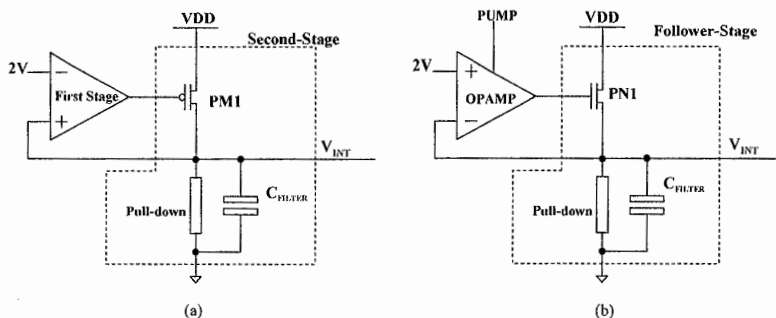 VDD
Second-Stage
2V
−
First Stage
+
PM1
V_INT
Pull-down
C_FILTER
(a)
PUMP
VDD
Follower-Stage
2V
+
OPAMP
−
PN1
V_INT
Pull-down
C_FILTER
(b)